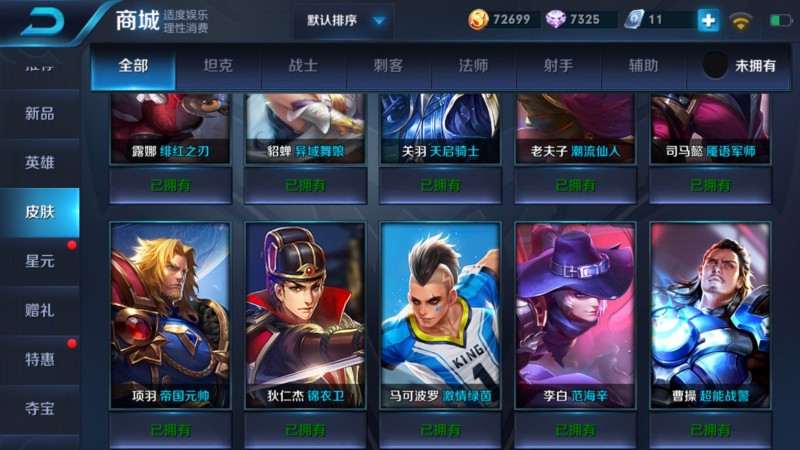 商城
适度娱乐
理性消费
默认排序
72699
7325
11
推荐
新品
英雄
皮肤
星元
赠礼
特惠
夺宝
全部 坦克 战士 刺客 法师 射手 辅助 未拥有
露娜 绯红之刃
貂蝉 异域舞娘
关羽 天启骑士
老夫子 潮流仙人
司马懿 魇语军师
已拥有 已拥有 已拥有 已拥有 已拥有
KING
1
项羽 帝国元帅
狄仁杰 锦衣卫
马可波罗 激情绿茵
李白 范海辛
曹操 超能战警
已拥有 已拥有 已拥有 已拥有 已拥有